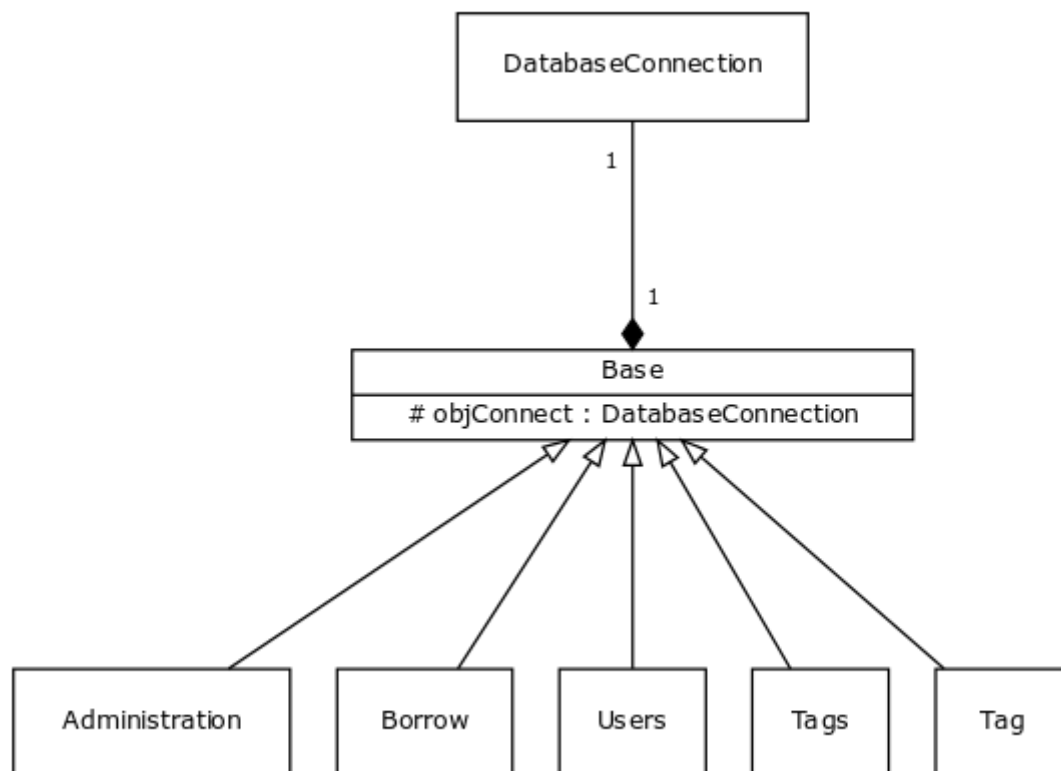 DatabaseConnection
1
1
Base
# objConnect : DatabaseConnection
Administration
Borrow
Users
Tags
Tag